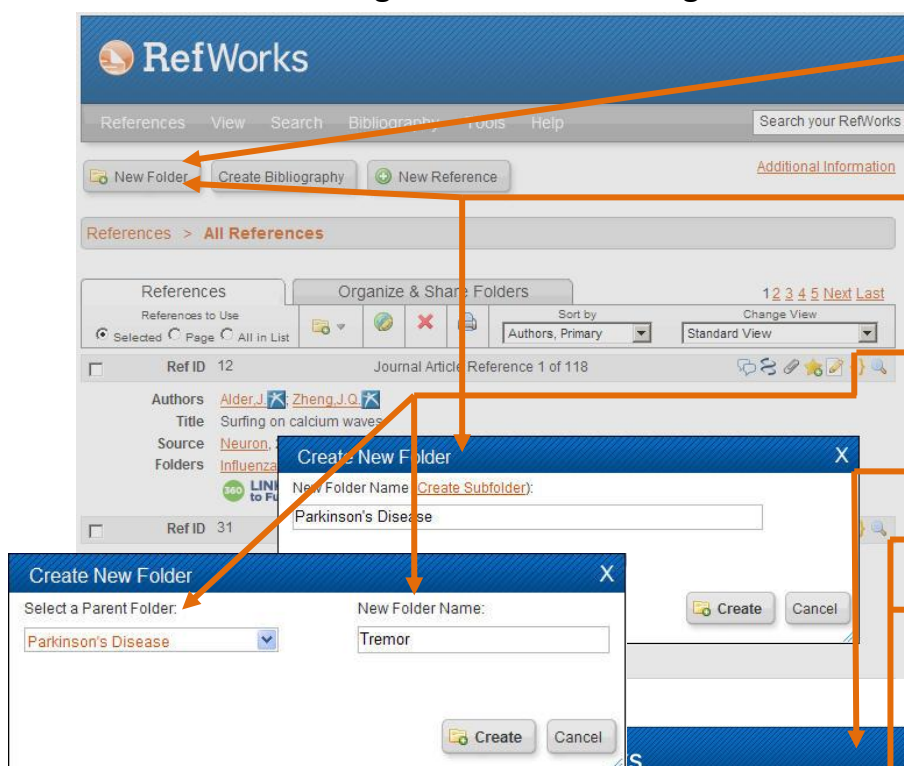 RefWorks
References View Search Bibliography Tools Help
Search your RefWorks
New Folder Create Bibliography New Reference
Additional Information
References > All References
References Organize & Share Folders
1 2 3 4 5 Next Last
References to Use
Selected Page All in List
Sort by
Authors, Primary
Change View
Standard View
Ref ID 12 Journal Article Reference 1 of 118
Authors Alder,J.; Zheng,J.Q.
Title Surfing on calcium waves
Source Neuron,
Folders Influenza
360 LINK
to Fu
Ref ID 31
Create New Folder X
New Folder Name (Create Subfolder):
Parkinson's Disease
Create Cancel
Create New Folder X
Select a Parent Folder: New Folder Name:
Parkinson's Disease Tremor
Create Cancel